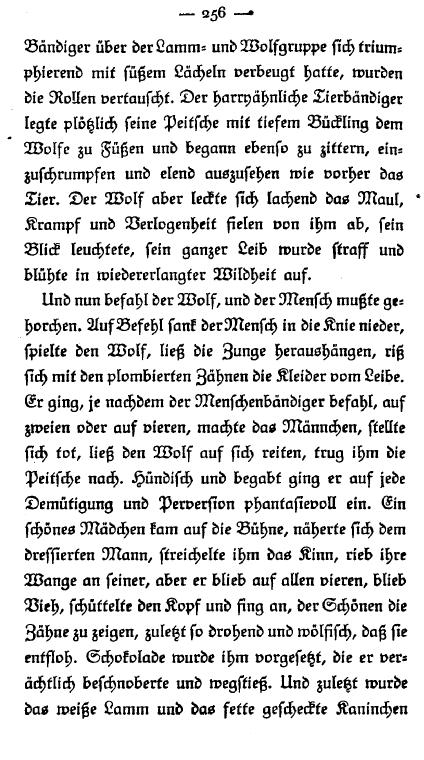 — 256 —
Bändiger über der Lamm- und Wolfgruppe sich trium-
phierend mit süßem Lächeln verbeugt hatte, wurden
die Rollen vertauscht. Der harryähnliche Tierbändiger
legte plötzlich seine Peitsche mit tiefem Bückling dem
Wolfe zu Füßen und begann ebenso zu zittern, ein-
zuschrumpfen und elend auszusehen wie vorher das
Tier. Der Wolf aber leckte sich lachend das Maul,
Krampf und Verlogenheit fielen von ihm ab, sein
Blick leuchtete, sein ganzer Leib wurde straff und
blühte in wiedererlangter Wildheit auf.
Und nun befahl der Wolf, und der Mensch mußte ge-
horchen. Auf Befehl sank der Mensch in die Knie nieder,
spielte den Wolf, ließ die Zunge heraushängen, riß
sich mit den plombierten Zähnen die Kleider vom Leibe.
Er ging, je nachdem der Menschenbändiger befahl, auf
zweien oder auf vieren, machte das Männchen, stellte
sich tot, ließ den Wolf auf sich reiten, trug ihm die
Peitsche nach. Hündisch und begabt ging er auf jede
Demütigung und Perversion phantasievoll ein. Ein
schönes Mädchen kam auf die Bühne, näherte sich dem
dressierten Mann, streichelte ihm das Kinn, rieb ihre
Wange an seiner, aber er blieb auf allen vieren, blieb
Vieh, schüttelte den Kopf und fing an, der Schönen die
Zähne zu zeigen, zuletzt so drohend und wölfisch, daß sie
entfloh. Schokolade wurde ihm vorgesetzt, die er ver-
ächtlich beschnoberte und wegstieß. Und zuletzt wurde
das weiße Lamm und das fette gescheckte Kaninchen